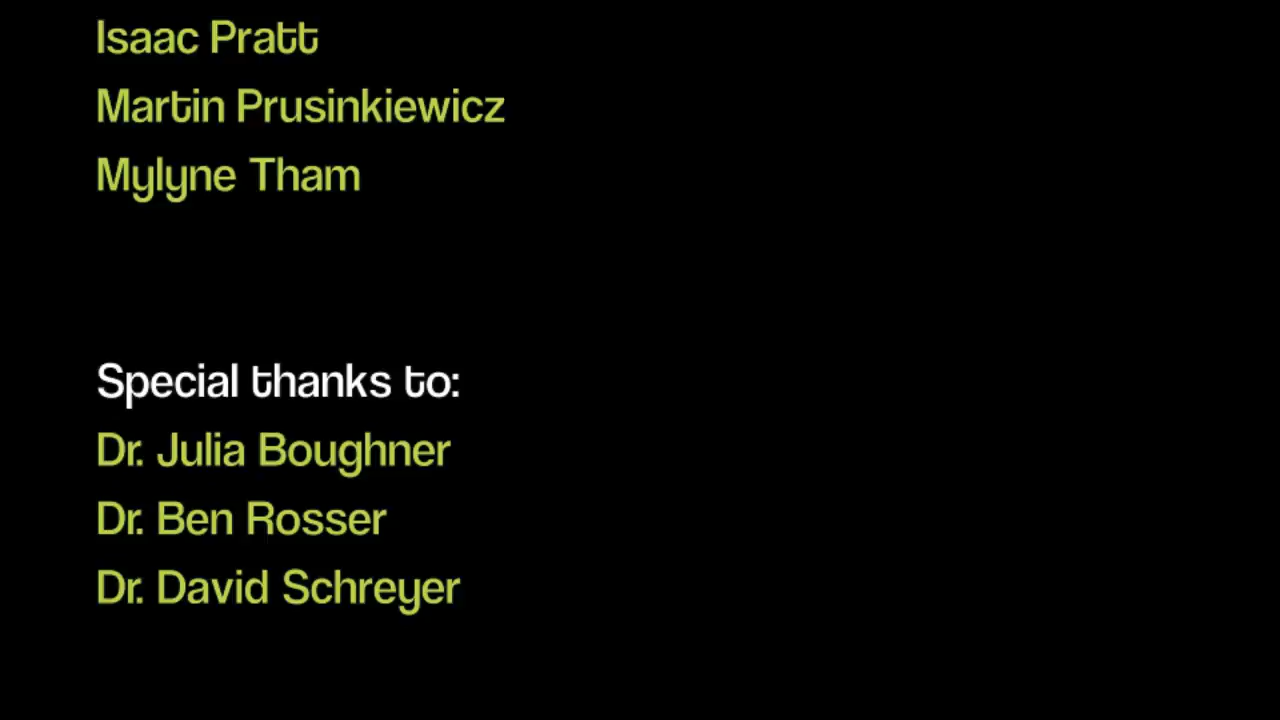 Isaac Pratt
Martin Prusinkiewicz
Mylyne Tham
Special thanks to:
Dr. Julia Boughner
Dr. Ben Rosser
Dr. David Schreyer